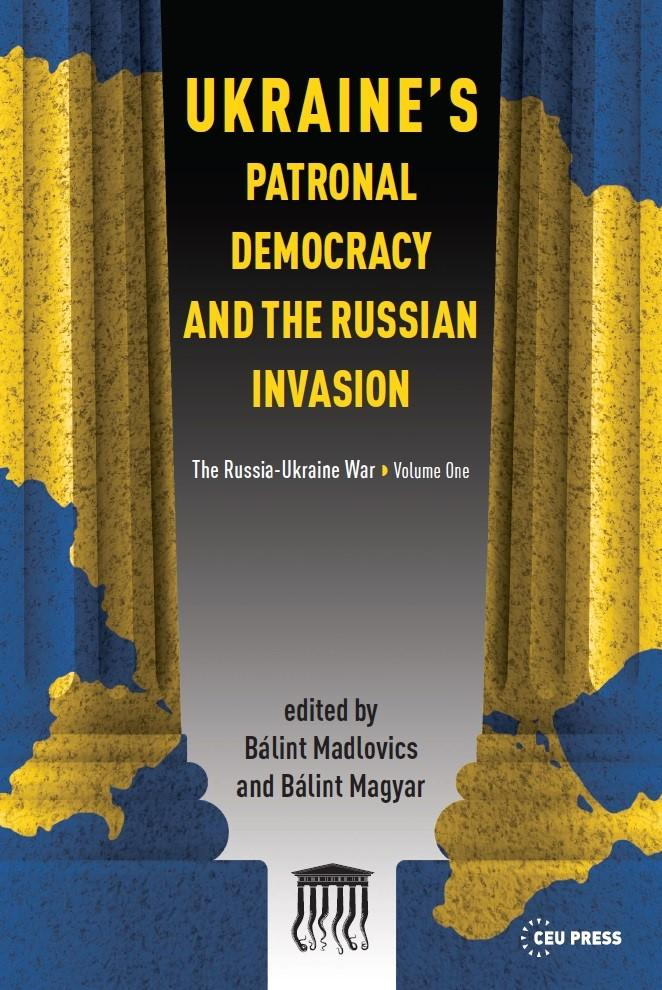 UKRAINE’S
PATRONAL
DEMOCRACY
AND THE RUSSIAN
INVASION
The Russia-Ukraine War ◗ Volume One
edited by
Bálint Madlovics
and Bálint Magyar
CEU PRESS